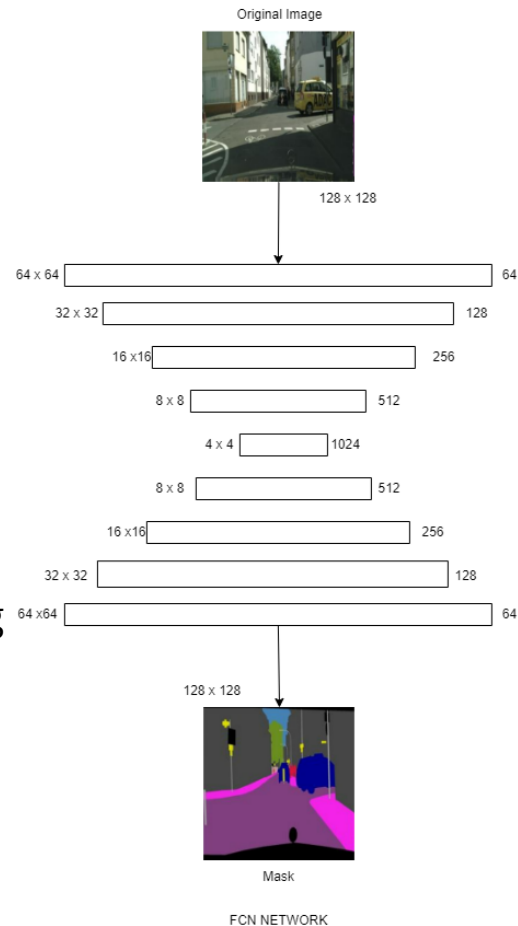 Original Image
128 x 128
64 x 64 64
32 x 32 128
16 x16 256
8 x 8 512
4 x 4 1024
8 x 8 512
16 x16 256
32 x 32 128
g 64 x64 64
128 x 128
Mask
FCN NETWORK